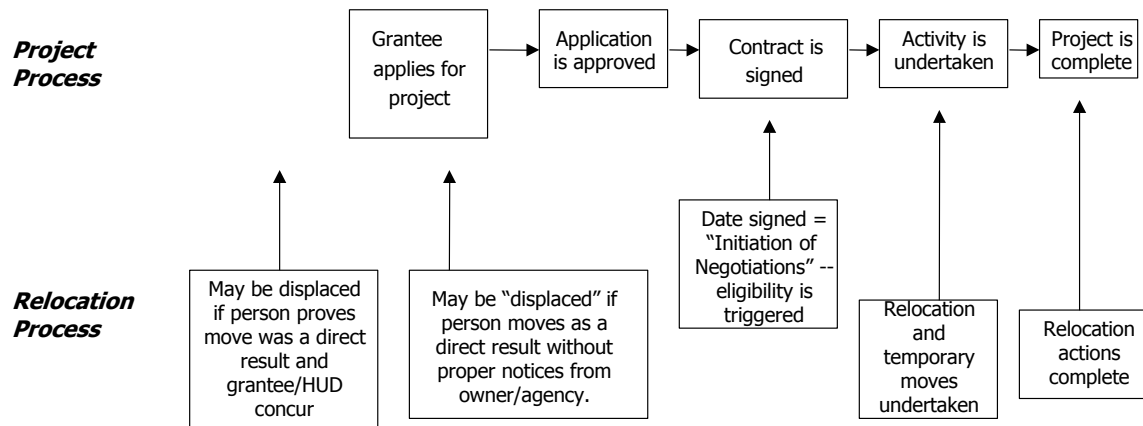 Project
Process
Grantee
applies for
project
Application
is approved
Contract is
signed
Activity is
undertaken
Project is
complete
Relocation
Process
May be displaced
if person proves
move was a direct
result and
grantee/HUD
concur
May be “displaced” if
person moves as a
direct result without
proper notices from
owner/agency.
Date signed =
“Initiation of
Negotiations” --
eligibility is
triggered
Relocation
and
temporary
moves
undertaken
Relocation
actions
complete